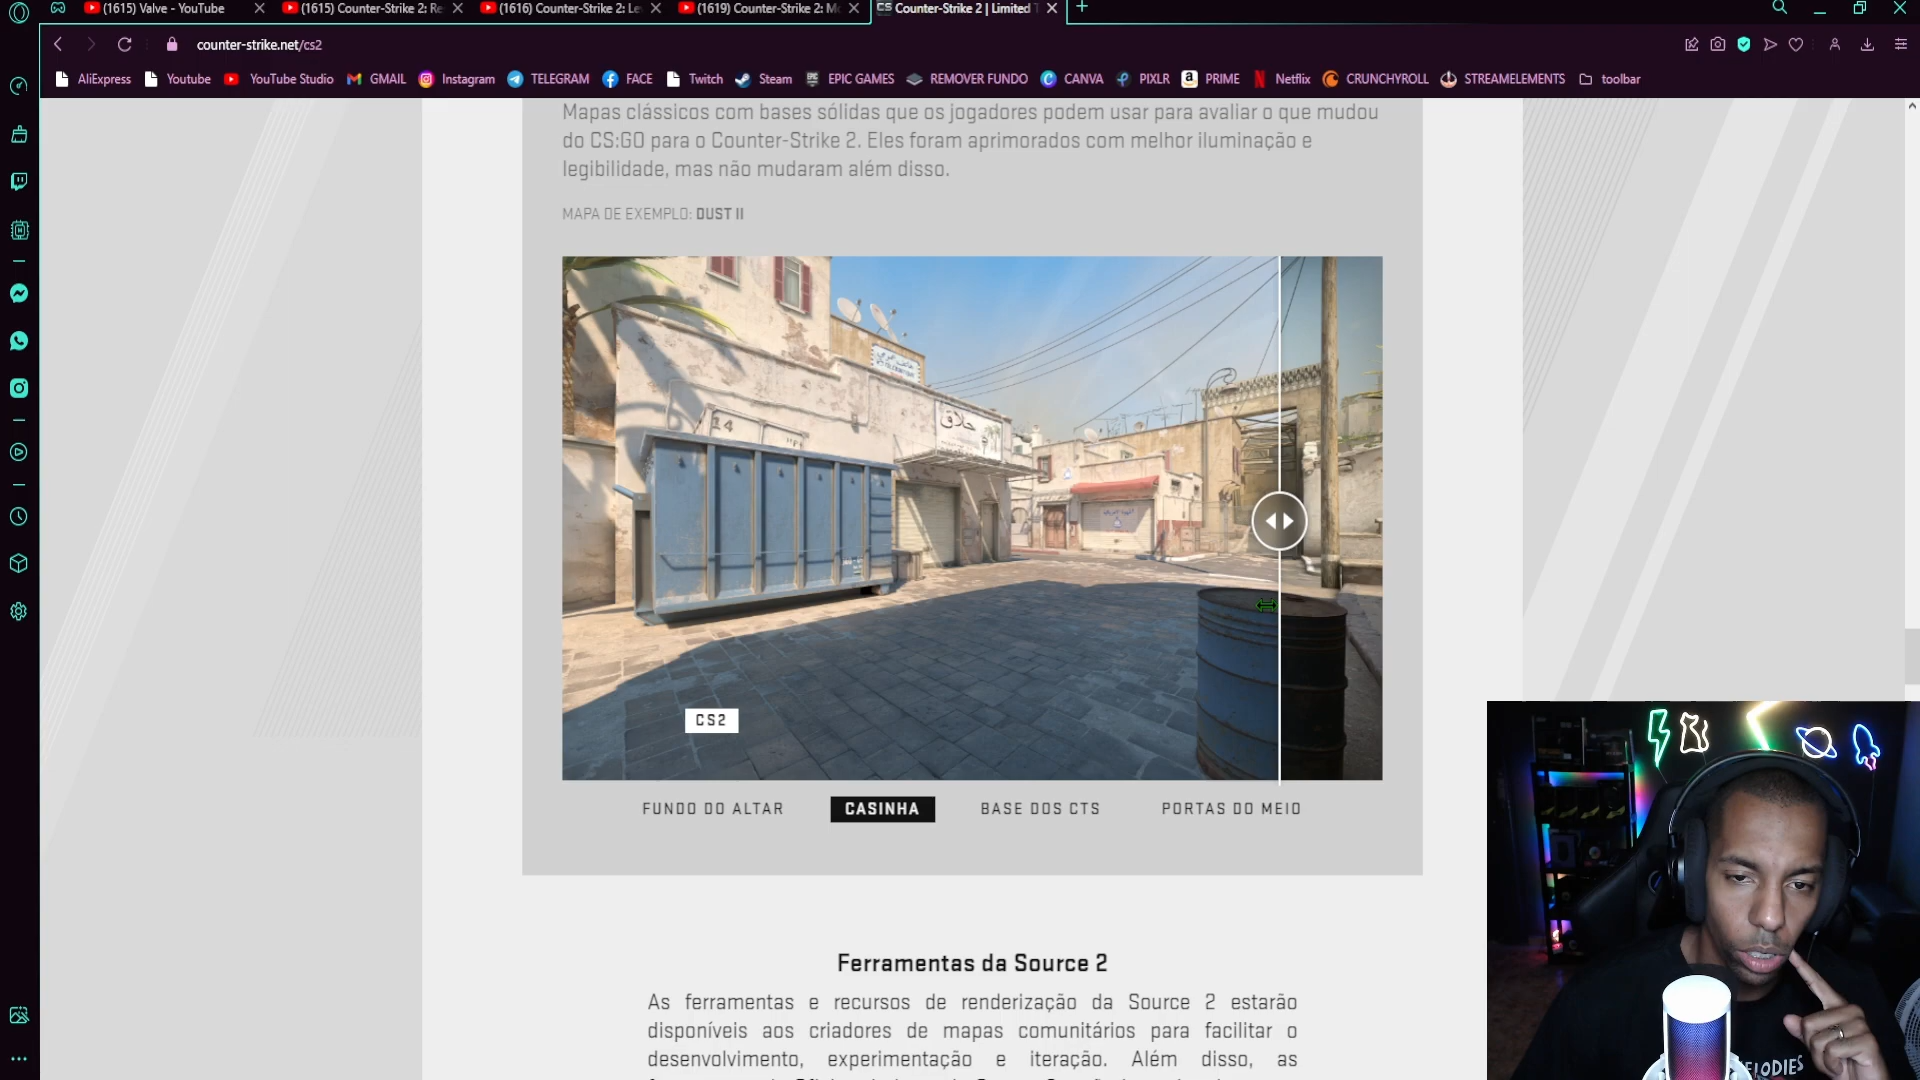 (1615) Valve - YouTube
(1615) Counter-Strike 2: Re
(1616) Counter-Strike 2: Le
(1619) Counter-Strike 2: Mo
Counter-Strike 2 | Limited T
counter-strike.net/cs2
AliExpress
Youtube
YouTube Studio
GMAIL
Instagram
TELEGRAM
FACE
Twitch
Steam
EPIC GAMES
REMOVER FUNDO
CANVA
PIXLR
PRIME
Netflix
CRUNCHYROLL
STREAMELEMENTS
toolbar
Mapas clássicos com bases sólidas que os jogadores podem usar para avaliar o que mudou
do CS:GO para o Counter-Strike 2. Eles foram aprimorados com melhor iluminação e
legibilidade, mas não mudaram além disso.
MAPA DE EXEMPLO: DUST II
حلاق
14
CS2
FUNDO DO ALTAR
CASINHA
BASE DOS CTS
PORTAS DO MEIO
Ferramentas da Source 2
As ferramentas e recursos de renderização da Source 2 estarão
disponíveis aos criadores de mapas comunitários para facilitar o
desenvolvimento, experimentação e iteração. Além disso, as